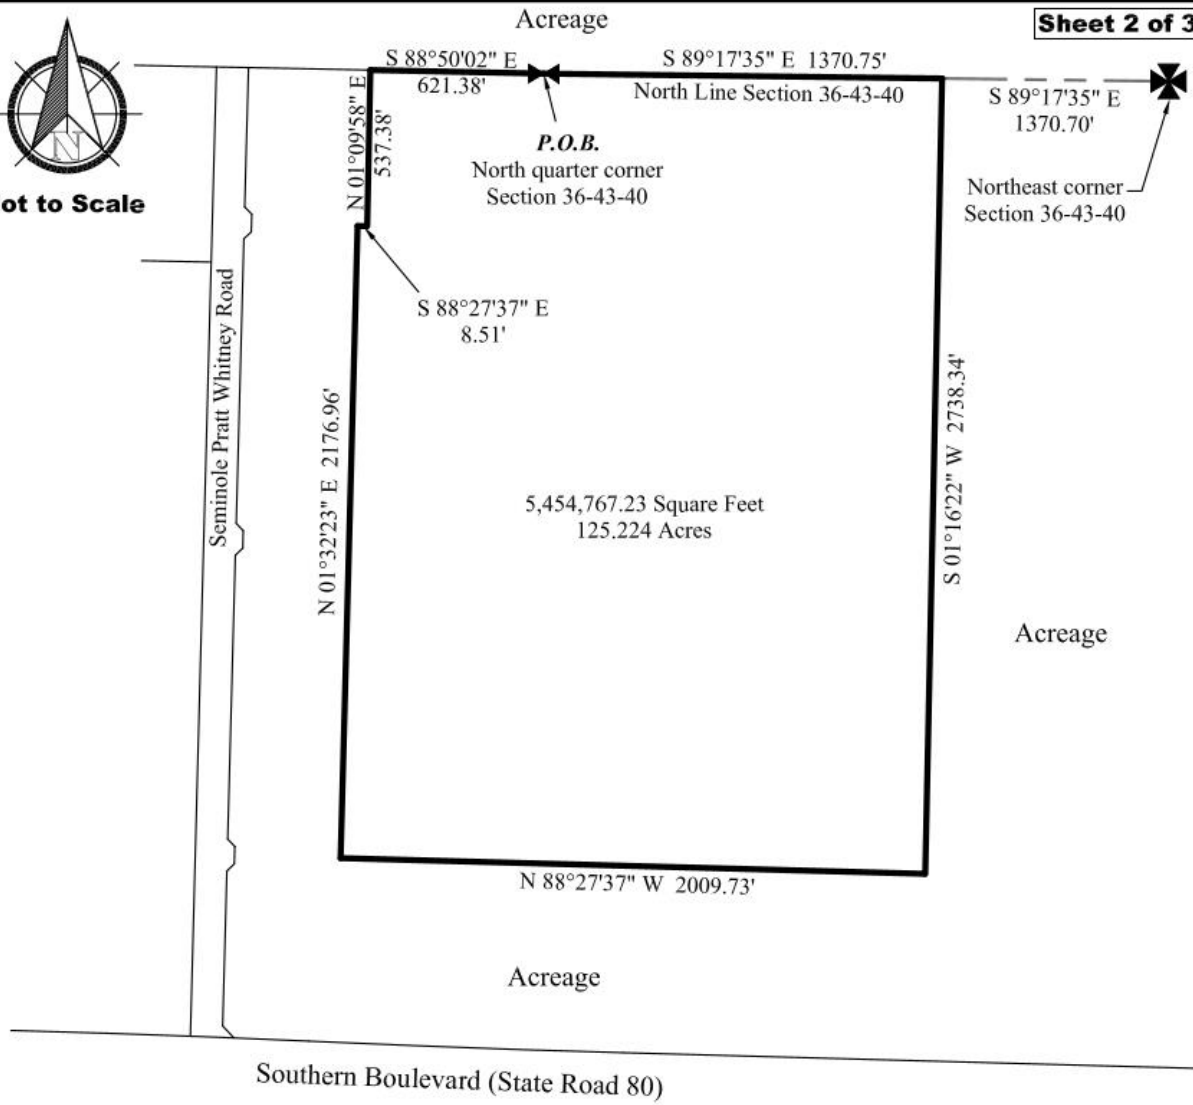 Acreage
Sheet 2 of 3
S 88°50'02" E
621.38'
S 89°17'35" E 1370.75'
North Line Section 36-43-40
S 89°17'35" E
1370.70'
N
ot to Scale
N 01°09'58" E
537.38'
P.O.B.
North quarter corner
Section 36-43-40
Northeast corner
Section 36-43-40
S 88°27'37" E
8.51'
Seminole Pratt Whitney Road
N 01°32'23" E 2176.96'
S 01°16'22" W 2738.34'
5,454,767.23 Square Feet
125.224 Acres
Acreage
N 88°27'37" W 2009.73'
Acreage
Southern Boulevard (State Road 80)